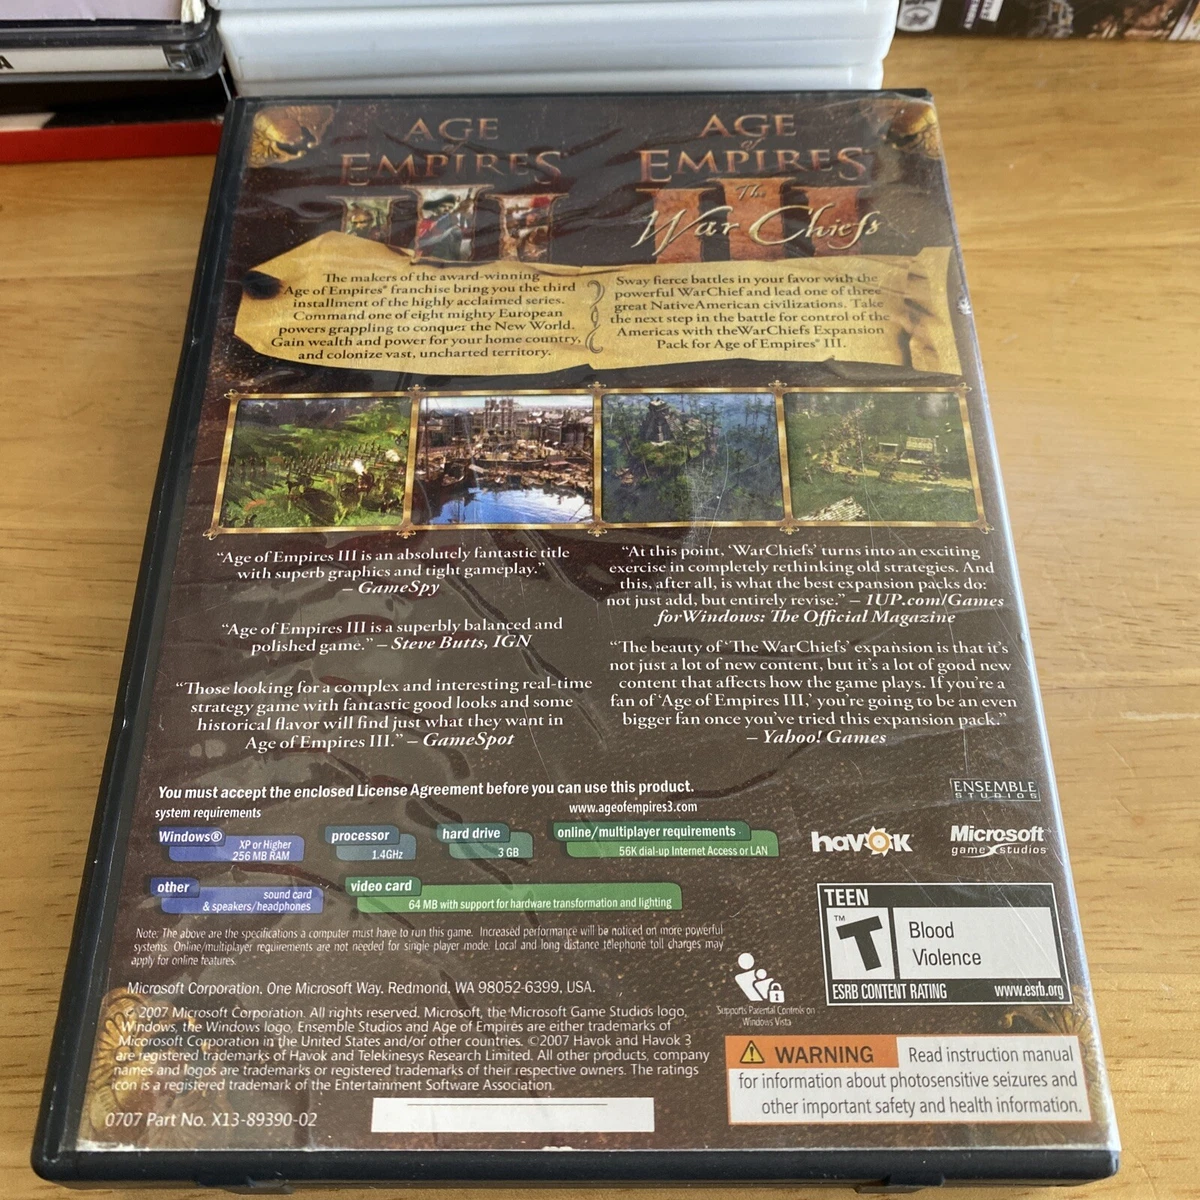 AGE
of
EMPIRES
III
The makers of the award-winning
Age of Empires® franchise bring you the third
installment of the highly acclaimed series.
Command one of eight mighty European
powers grappling to conquer the New World.
Gain wealth and power for your home country,
and colonize vast, uncharted territory.
AGE
of
EMPIRES
III
The
War Chiefs
Sway fierce battles in your favor with the
powerful WarChief and lead one of three
great NativeAmerican civilizations. Take
the next step in the battle for control of the
Americas with theWarChiefs Expansion
Pack for Age of Empires® III.
“Age of Empires III is an absolutely fantastic title
with superb graphics and tight gameplay.”
– GameSpy
“Age of Empires III is a superbly balanced and
polished game.” – Steve Butts, IGN
“Those looking for a complex and interesting real-time
strategy game with fantastic good looks and some
historical flavor will find just what they want in
Age of Empires III.” – GameSpot
“At this point, ‘WarChiefs’ turns into an exciting
exercise in completely rethinking old strategies. And
this, after all, is what the best expansion packs do:
not just add, but entirely revise.” – 1UP.com/Games
forWindows: The Official Magazine
“The beauty of ‘The WarChiefs’ expansion is that it’s
not just a lot of new content, but it’s a lot of good new
content that affects how the game plays. If you’re a
fan of ‘Age of Empires III,’ you’re going to be an even
bigger fan once you’ve tried this expansion pack.”
– Yahoo! Games
You must accept the enclosed License Agreement before you can use this product.
system requirements
www.ageofempires3.com
Windows®
XP or Higher
256 MB RAM
processor
1.4GHz
hard drive
3 GB
online/multiplayer requirements
56K dial-up Internet Access or LAN
other
sound card
& speakers/headphones
video card
64 MB with support for hardware transformation and lighting
Note: The above are the specifications a computer must have to run this game. Increased performance will be noticed on more powerful
systems. Online/multiplayer requirements are not needed for single player mode. Local and long distance telephone toll charges may
apply for online features.
ENSEMBLE
STUDIOS
havok
Microsoft
game studios
TEEN
T
TM
Blood
Violence
ESRB CONTENT RATING
www.esrb.org
Supports Parental Controls on
Windows Vista
Microsoft Corporation, One Microsoft Way, Redmond, WA 98052-6399, USA.
© 2007 Microsoft Corporation. All rights reserved. Microsoft, the Microsoft Game Studios logo,
Windows, the Windows logo, Ensemble Studios and Age of Empires are either trademarks of
Micorosoft Corporation in the United States and/or other countries. ©2007 Havok and Havok 3
are registered trademarks of Havok and Telekinesys Research Limited. All other products, company
names and logos are trademarks or registered trademarks of their respective owners. The ratings
icon is a registered trademark of the Entertainment Software Association.
WARNING
Read instruction manual
for information about photosensitive seizures and
other important safety and health information.
0707 Part No. X13-89390-02